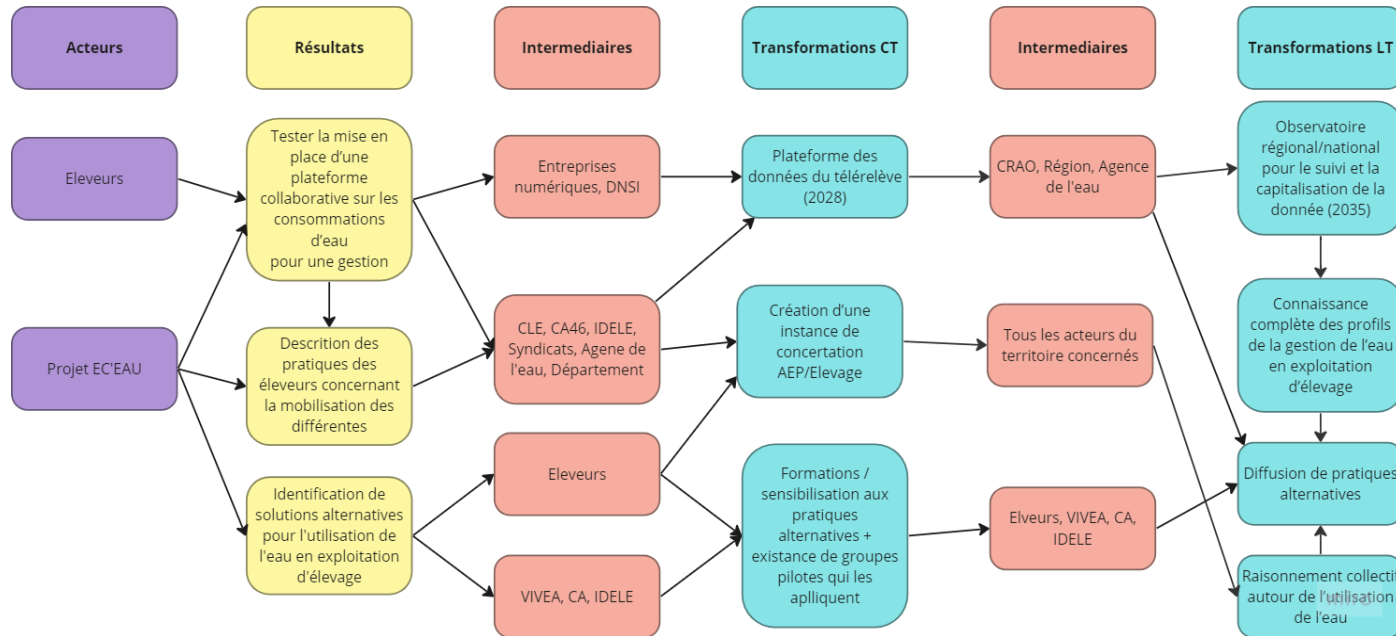 Acteurs
Résultats
Intermediaires
Transformations CT
Intermediaires
Transformations LT
Eleveurs
Tester la mise en
place d'une
plateforme
collaborative sur les
consommations
d'eau
pour une gestion
Entreprises
numériques, DNSI
Plateforme des
données du télérelève
(2028)
CRAO, Région, Agence
de l'eau
Observatoire
régional/national
pour le suivi et la
capitalisation de la
donnée (2035)
Projet EC'EAU
Descrition des
pratiques des
éleveurs concernant
la mobilisation des
différentes
CLE, CA46, IDELE,
Syndicats, Agene de
l'eau, Département
Création d'une
instance de
concertation
AEP/Elevage
Tous les acteurs du
territoire concernés
Connaissance
complète des profils
de la gestion de l'eau
en exploitation
d'élevage
Identification de
solutions alternatives
pour l'utilisation de
l'eau en exploitation
d'élevage
Eleveurs
VIVEA, CA, IDELE
Formations /
sensibilisation aux
pratiques
alternatives +
existance de groupes
pilotes qui les
aplliquent
Elveurs, VIVEA, CA,
IDELE
Diffusion de pratiques
alternatives
Raisonnement collectif
autour de l'utilisation
de l'eau
miro